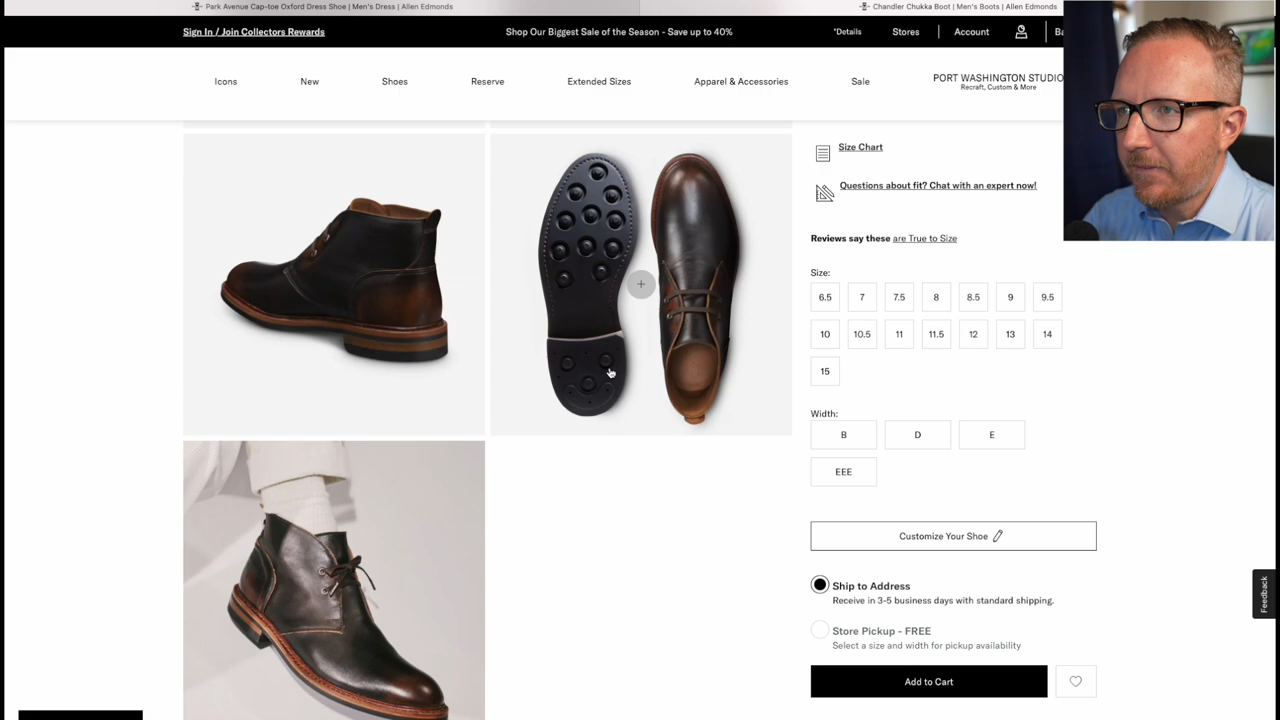 Park Avenue Cap-toe Oxford Dress Shoe | Men's Dress | Allen Edmonds
Chandler Chukka Boot | Men's Boots | Allen Edmonds
Sign In / Join Collectors Rewards
Shop Our Biggest Sale of the Season - Save up to 40%
*Details
Stores
Account
Icons
New
Shoes
Reserve
Extended Sizes
Apparel & Accessories
Sale
PORT WASHINGTON STUDIO
Recraft, Custom & More
Size Chart
Questions about fit? Chat with an expert now!
Reviews say these are True to Size
Size:
6.5 7 7.5 8 8.5 9 9.5
10 10.5 11 11.5 12 13 14
15
Width:
B D E
EEE
Customize Your Shoe
Ship to Address
Receive in 3-5 business days with standard shipping.
Store Pickup - FREE
Select a size and width for pickup availability
Add to Cart
Feedback